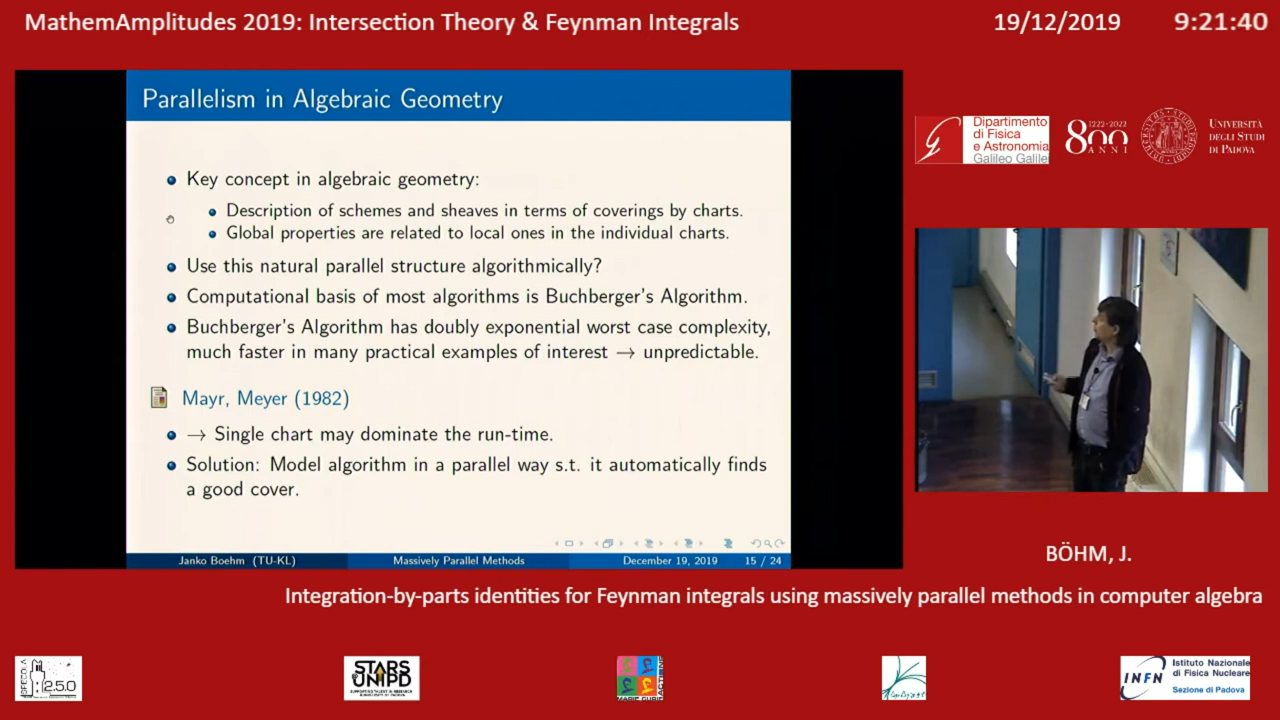 MathemAmplitudes 2019: Intersection Theory & Feynman Integrals
19/12/2019
9:21:40
Parallelism in Algebraic Geometry
Key concept in algebraic geometry:
Description of schemes and sheaves in terms of coverings by charts.
Global properties are related to local ones in the individual charts.
Use this natural parallel structure algorithmically?
Computational basis of most algorithms is Buchberger's Algorithm.
Buchberger's Algorithm has doubly exponential worst case complexity,
much faster in many practical examples of interest → unpredictable.
Mayr, Meyer (1982)
→ Single chart may dominate the run-time.
Solution: Model algorithm in a parallel way s.t. it automatically finds
a good cover.
Janko Boehm (TU-KL)
Massively Parallel Methods
December 19, 2019
15 / 24
Dipartimento
di Fisica
e Astronomia
Galileo Galilei
1222-2022
800
ANNI
UNIVERSITÀ
DEGLI STUDI
DI PADOVA
BÖHM, J.
Integration-by-parts identities for Feynman integrals using massively parallel methods in computer algebra
SPECOLA
250
STARS
UNIPD
INFN
Istituto Nazionale
di Fisica Nucleare
Sezione di Padova